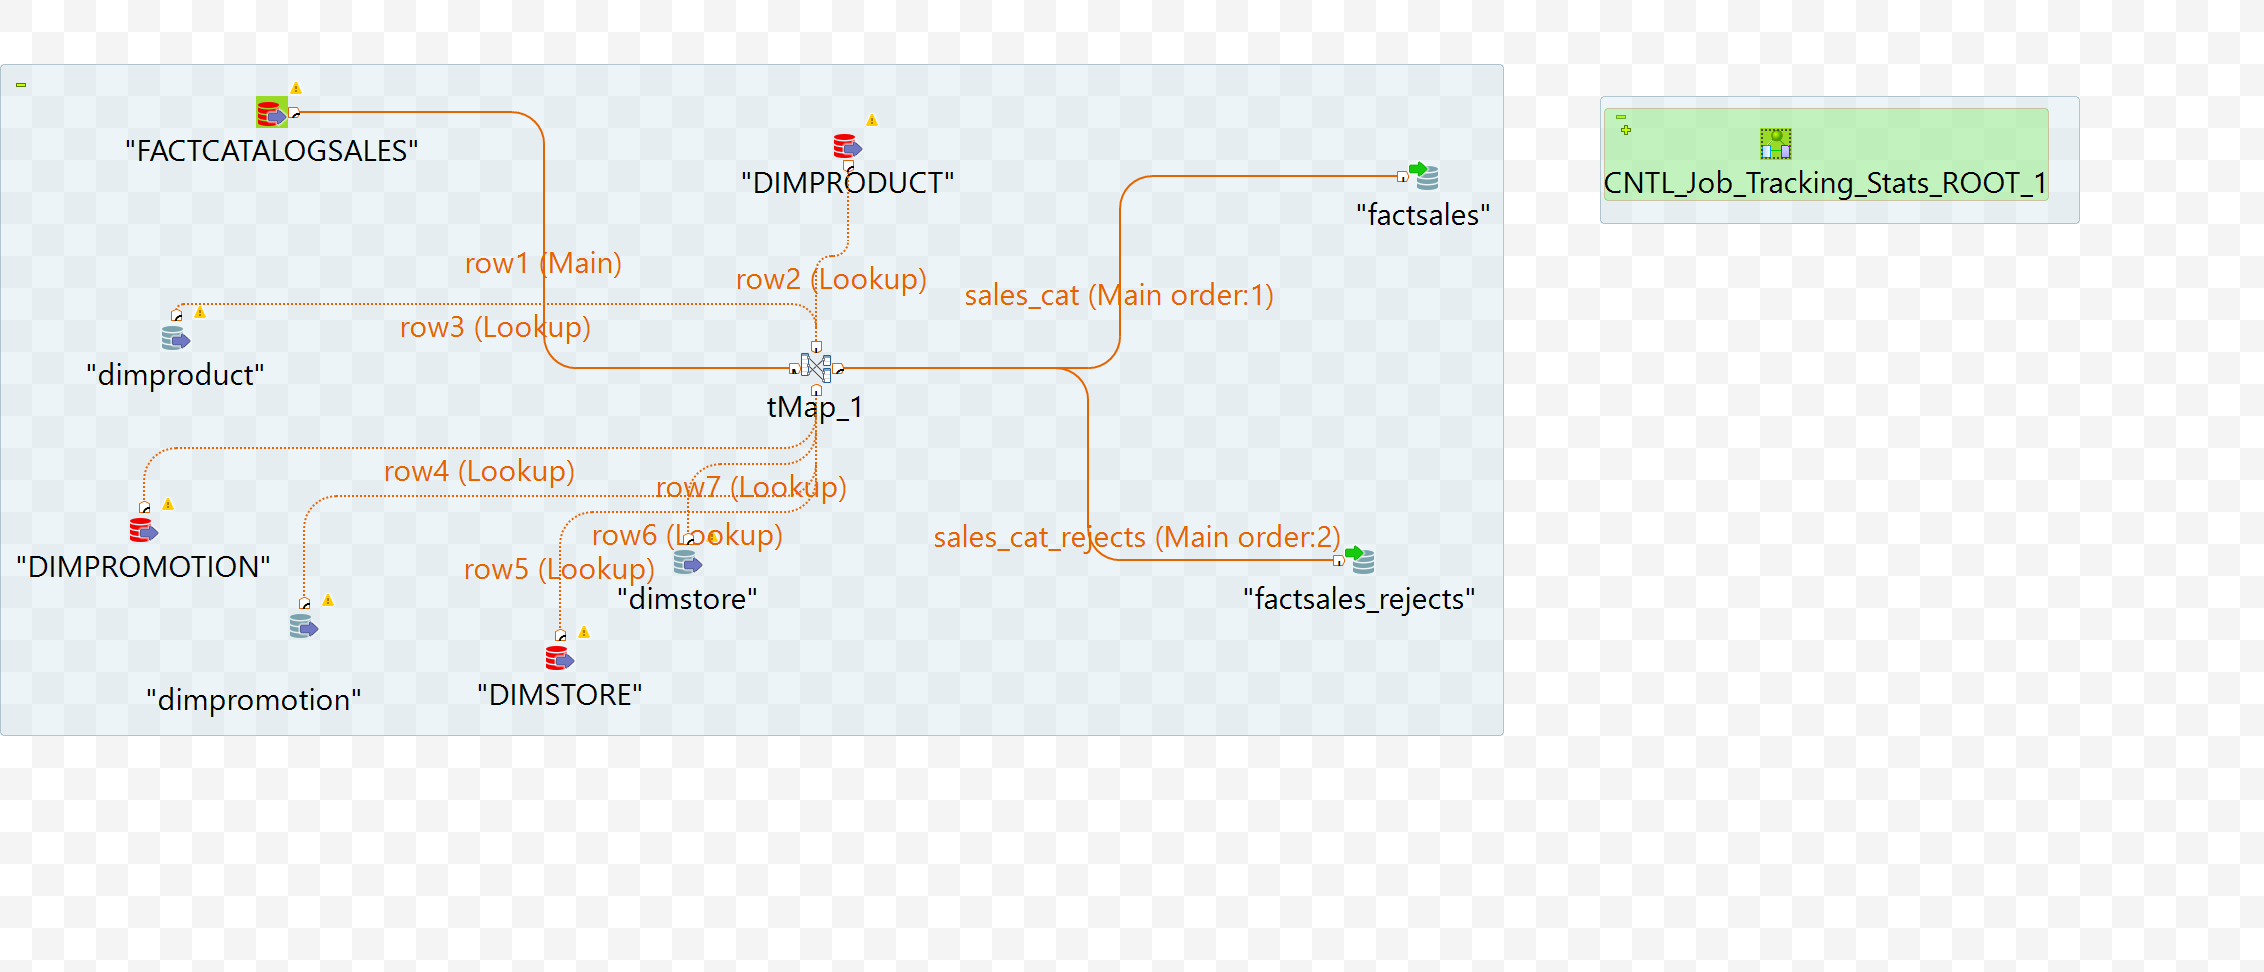 "FACTCATALOGSALES"
"DIMPRODUCT"
"factsales"
CNTL_Job_Tracking_Stats_ROOT_1
row1 (Main)
row2 (Lookup)
sales_cat (Main order:1)
row3 (Lookup)
"dimproduct"
tMap_1
row4 (Lookup)
row7 (Lookup)
row6 (Lookup)
sales_cat_rejects (Main order:2)
"DIMPROMOTION"
row5 (Lookup)
"dimstore"
"factsales_rejects"
"dimpromotion"
"DIMSTORE"